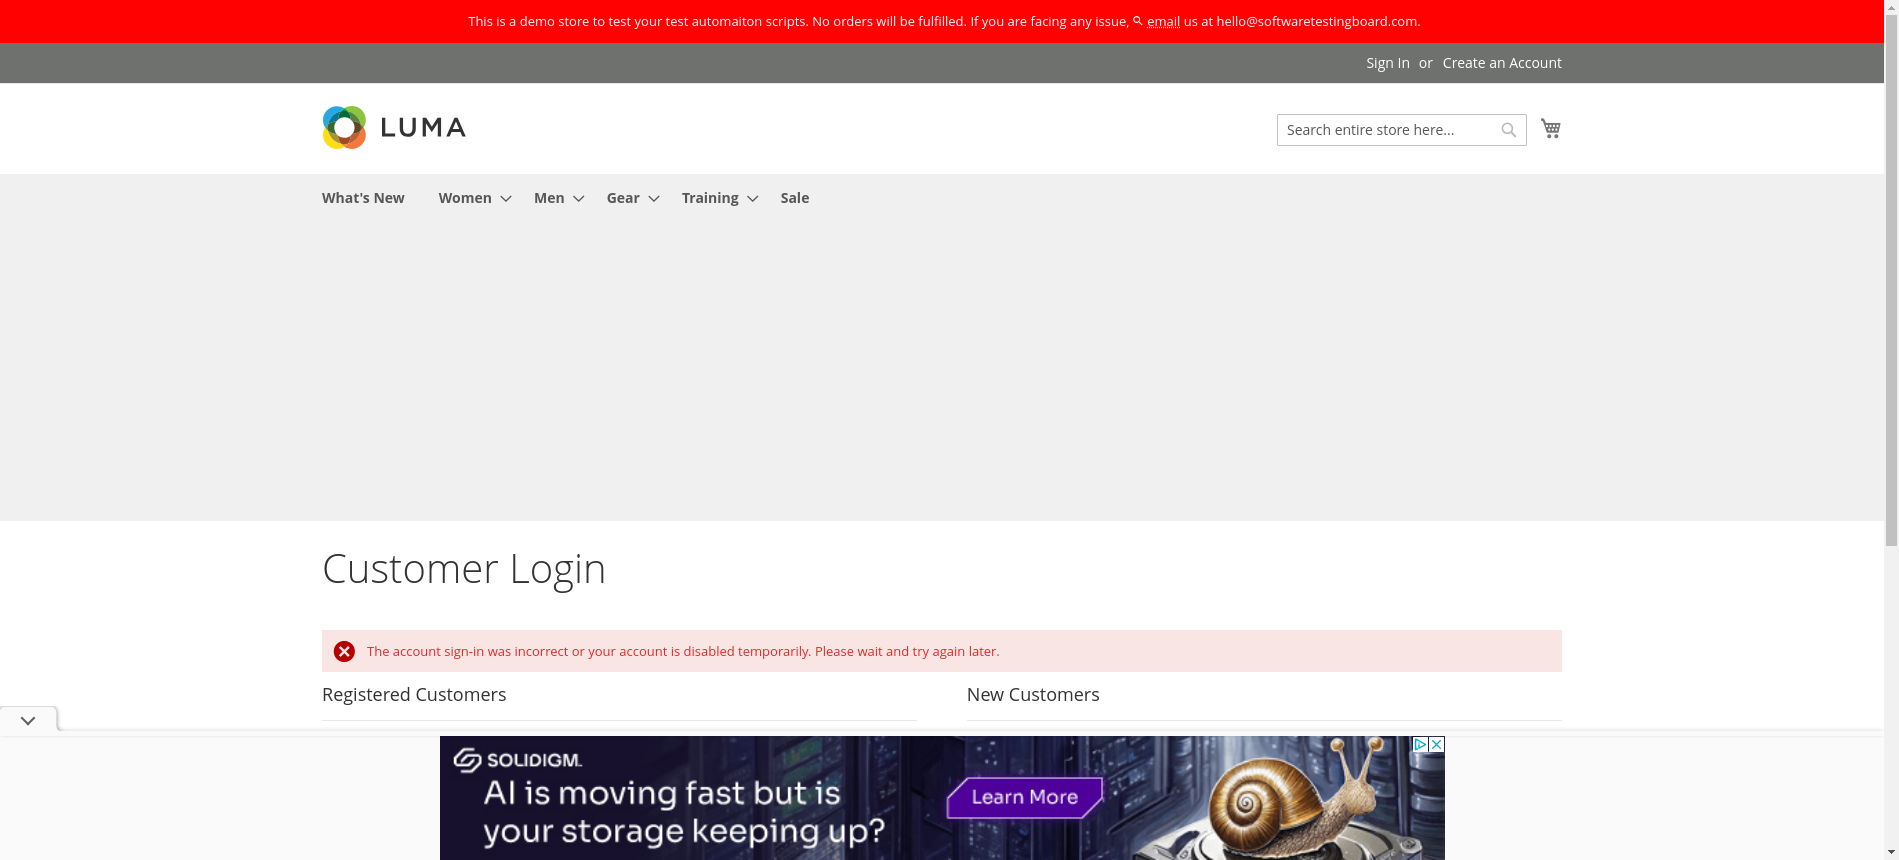 This is a demo store to test your test automaiton scripts. No orders will be fulfilled. If you are facing any issue, email us at hello@softwaretestingboard.com.
Sign In or Create an Account
LUMA
Search entire store here...
What's New Women Men Gear Training Sale
Customer Login
The account sign-in was incorrect or your account is disabled temporarily. Please wait and try again later.
Registered Customers
New Customers
SOLIDIGM
AI is moving fast but is
your storage keeping up?
Learn More